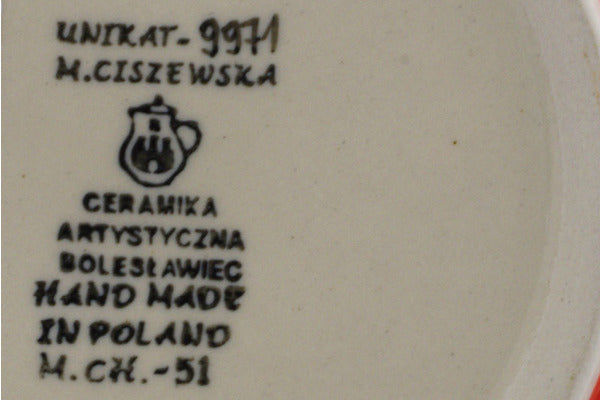 UNIKAT-9971
M.CISZEWSKA
CERAMIKA
ARTYSTYCZNA
BOLESŁAWIEC
HAND MADE
IN POLAND
M.CH.-51